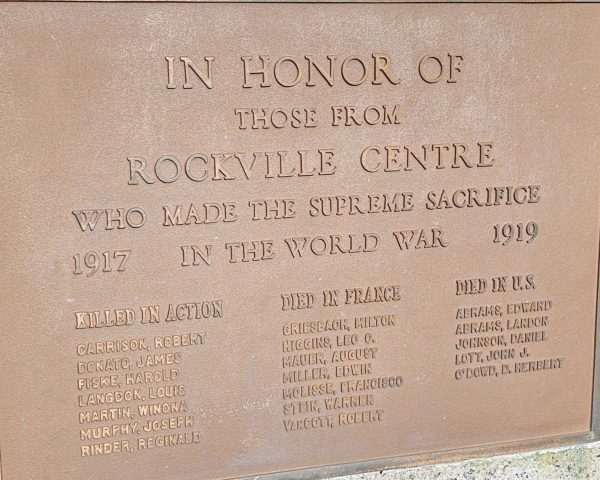 IN HONOR OF
THOSE FROM
ROCKVILLE CENTRE
WHO MADE THE SUPREME SACRIFICE
1917 IN THE WORLD WAR 1919
KILLED IN ACTION
CARRISON, ROBERT
DONATO, JAMES
FISKE, HAROLD
LANGDON, LOUIS
MARTIN, WINONA
MURPHY, JOSEPH
RINDER, REGINALD
DIED IN FRANCE
GRIESBACH, MILTON
HIGGINS, LEO C.
MAUER, AUGUST
MILLER, EDWIN
MOLISSE, FRANCISCO
STEIN, WARREN
VANCOTT, ROBERT
DIED IN U.S.
ABRAMS, EDWARD
ABRAMS, LANDON
JOHNSON, DANIEL
LOTT, JOHN J.
O'DOWD, D. HERBERT